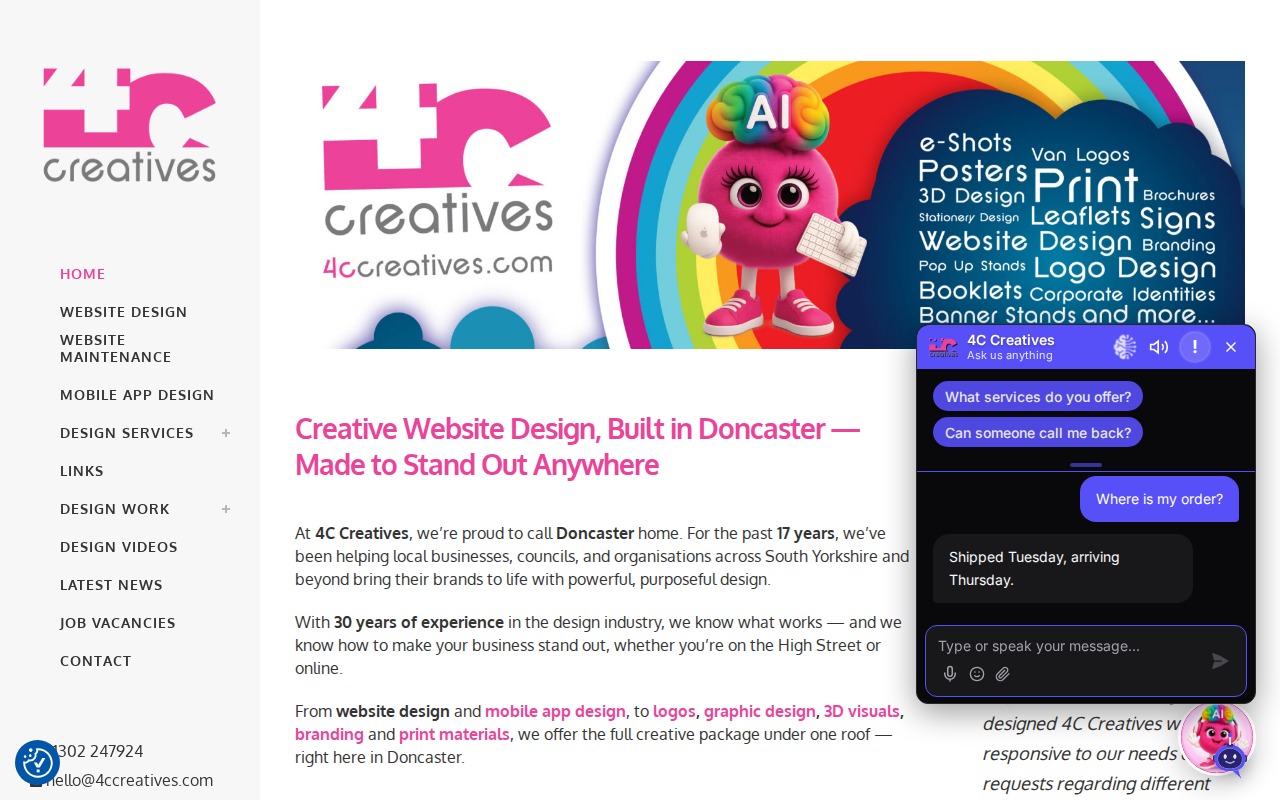 4c
creatives
HOME
WEBSITE DESIGN
WEBSITE
MAINTENANCE
MOBILE APP DESIGN
DESIGN SERVICES
LINKS
DESIGN WORK
DESIGN VIDEOS
LATEST NEWS
JOB VACANCIES
CONTACT
1302 247924
hello@4ccreatives.com
4c
creatives
4ccreatives.com
AI
e-Shots
Posters
3D Design
Van Logos
Print
Brochures
Stationery Design
Leaflets
Signs
Website Design
Branding
Pop Up Stands
Logo Design
Booklets
Corporate Identities
Banner Stands
and more...
Creative Website Design, Built in Doncaster —
Made to Stand Out Anywhere
At 4C Creatives, we’re proud to call Doncaster home. For the past 17 years, we’ve
been helping local businesses, councils, and organisations across South Yorkshire and
beyond bring their brands to life with powerful, purposeful design.
With 30 years of experience in the design industry, we know what works — and we
know how to make your business stand out, whether you’re on the High Street or
online.
From website design and mobile app design, to logos, graphic design, 3D visuals,
branding and print materials, we offer the full creative package under one roof —
right here in Doncaster.
4c
creatives
4C Creatives
Ask us anything
!
What services do you offer?
Can someone call me back?
Where is my order?
Shipped Tuesday, arriving
Thursday.
Type or speak your message...
designed 4C Creatives
responsive to our needs
requests regarding different
AI